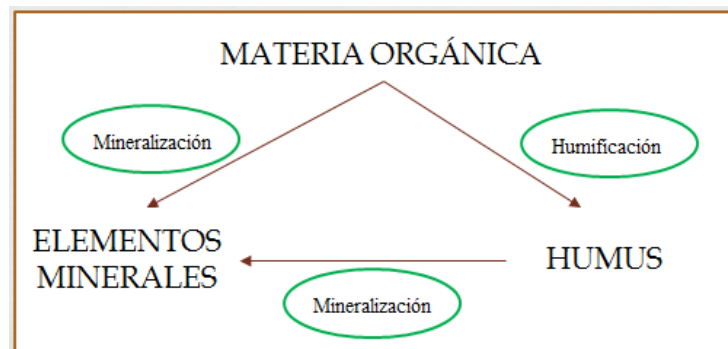 MATERIA ORGÁNICA
Mineralización
Humificación
ELEMENTOS
MINERALES
HUMUS
Mineralización